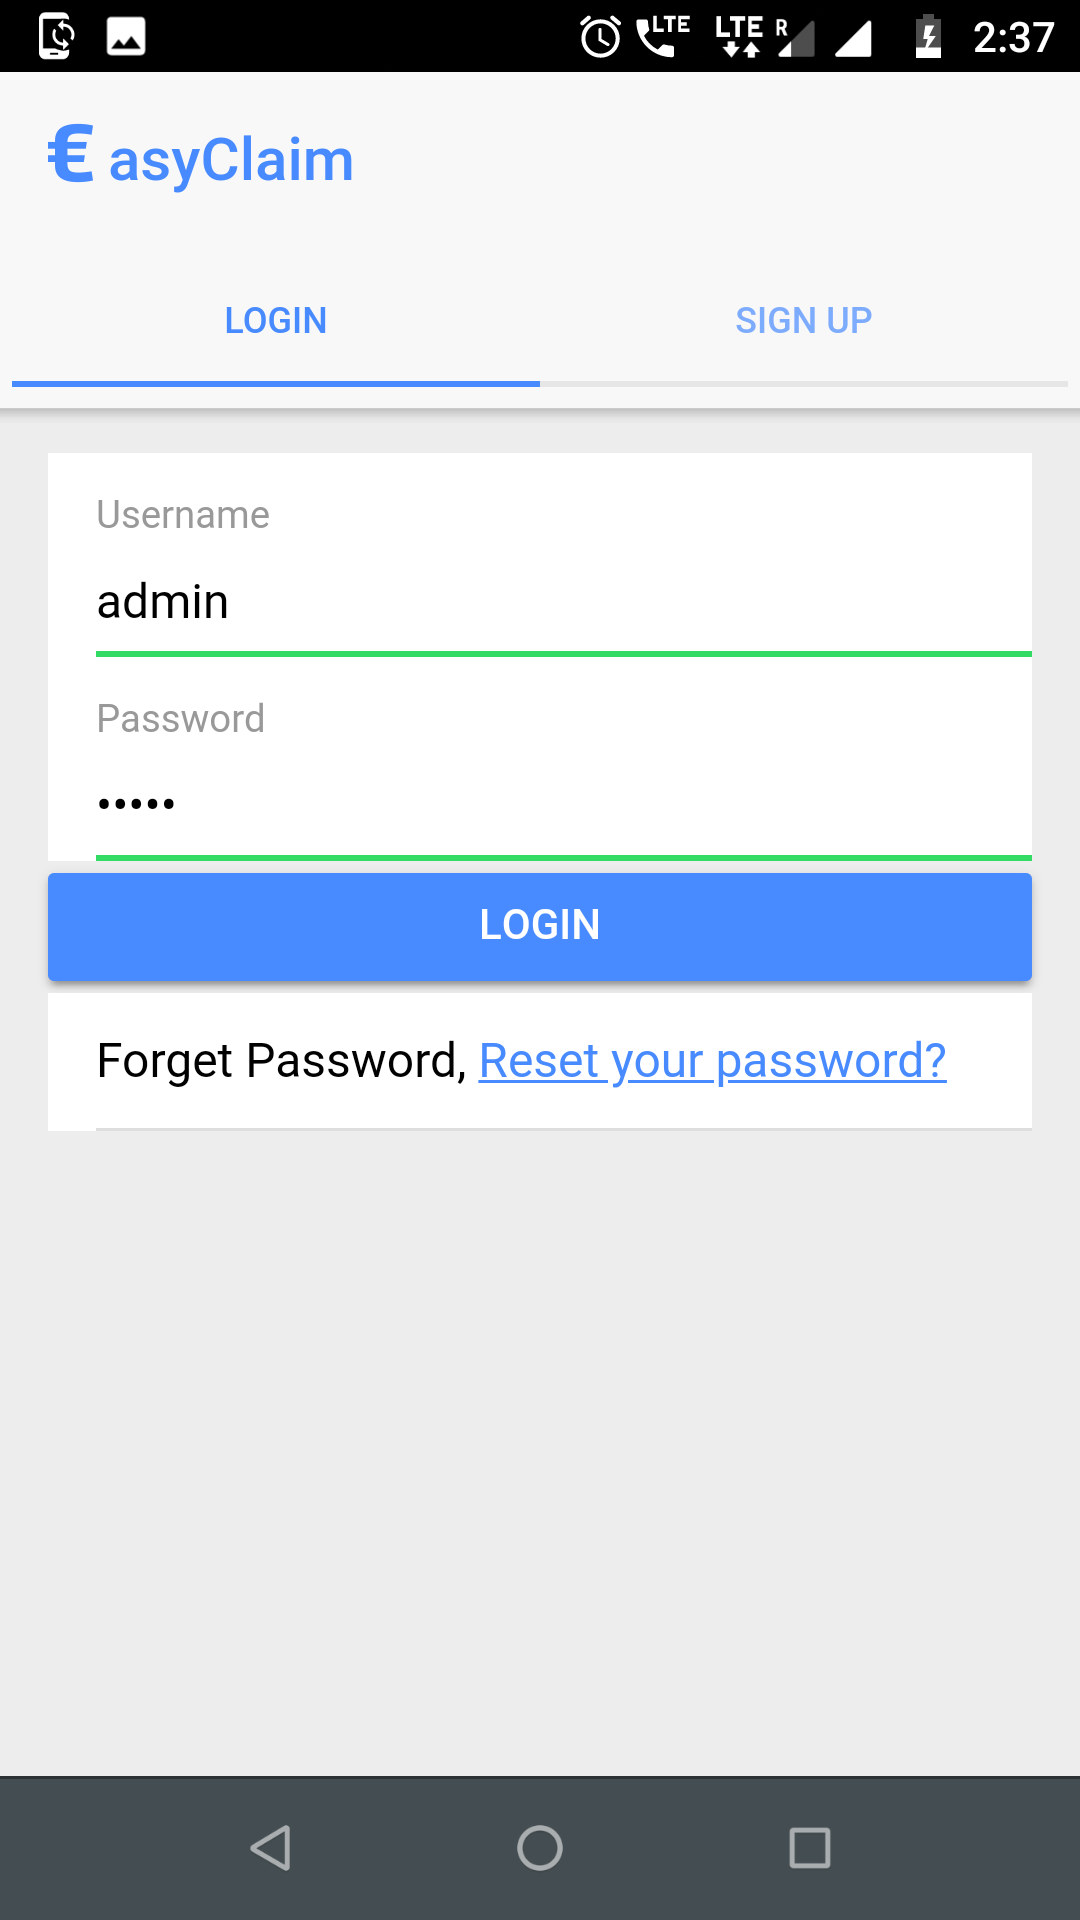 LTE LTE R 2:37
€ asyClaim
LOGIN SIGN UP
Username
admin
Password
•••••
LOGIN
Forget Password, Reset your password?